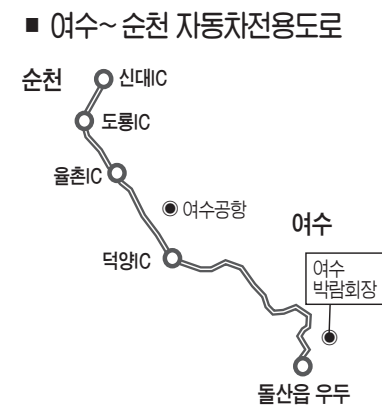 ■ 여수~ 순천 자동차전용도로
순천
신대IC
도룡IC
율촌IC
여수공항
여수
덕양IC
여수
박람회장
돌산읍 우두